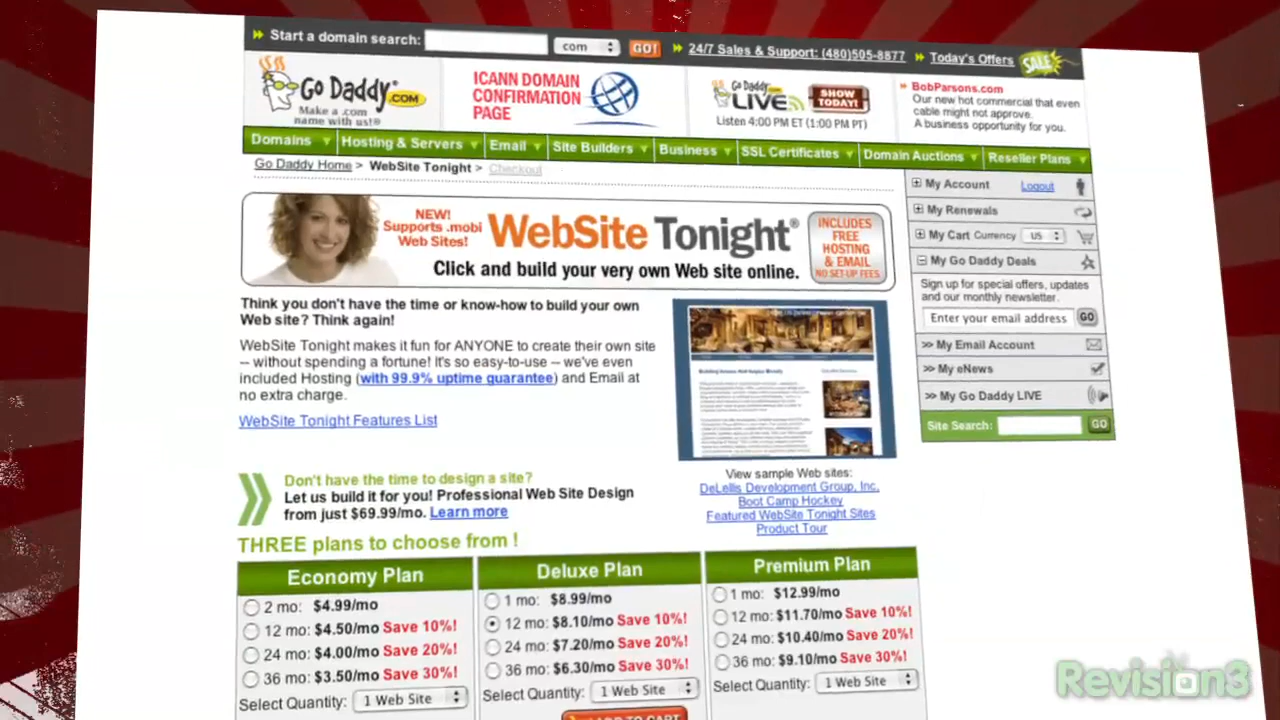 Start a domain search:
com
GO!
24/7 Sales & Support: (480)505-8877
Today's Offers
SALE
Go Daddy
.COM
Make a .com
name with us!®
ICANN DOMAIN
CONFIRMATION
PAGE
Go Daddy.com
LIVE
SHOW
TODAY!
Listen 4:00 PM ET (1:00 PM PT)
BobParsons.com
Our new hot commercial that even
cable might not approve.
A business opportunity for you.
Domains
Hosting & Servers
Email
Site Builders
Business
SSL Certificates
Domain Auctions
Reseller Plans
Go Daddy Home > WebSite Tonight > Checkout
My Account
Logout
My Renewals
My Cart Currency US
My Go Daddy Deals
Sign up for special offers, updates
and our monthly newsletter.
Enter your email address GO
>> My Email Account
>> My eNews
>> My Go Daddy LIVE
Site Search: GO
NEW!
Supports .mobi
Web Sites!
WebSite Tonight®
Click and build your very own Web site online.
INCLUDES
FREE
HOSTING
& EMAIL
NO SET-UP FEES
Think you don't have the time or know-how to build your own
Web site? Think again!
WebSite Tonight makes it fun for ANYONE to create their own site
-- without spending a fortune! It's so easy-to-use -- we've even
included Hosting (with 99.9% uptime guarantee) and Email at
no extra charge.
WebSite Tonight Features List
Don't have the time to design a site?
Let us build it for you! Professional Web Site Design
from just $69.99/mo. Learn more
View sample Web sites:
DeLellis Development Group, Inc.
Boot Camp Hockey
Featured WebSite Tonight Sites
Product Tour
THREE plans to choose from !
Economy Plan
2 mo: $4.99/mo
12 mo: $4.50/mo Save 10%!
24 mo: $4.00/mo Save 20%!
36 mo: $3.50/mo Save 30%!
Select Quantity: 1 Web Site
Deluxe Plan
1 mo: $8.99/mo
12 mo: $8.10/mo Save 10%!
24 mo: $7.20/mo Save 20%!
36 mo: $6.30/mo Save 30%!
Select Quantity: 1 Web Site
ADD TO CART
Premium Plan
1 mo: $12.99/mo
12 mo: $11.70/mo Save 10%!
24 mo: $10.40/mo Save 20%!
36 mo: $9.10/mo Save 30%!
Select Quantity: 1 Web Site
Revision3